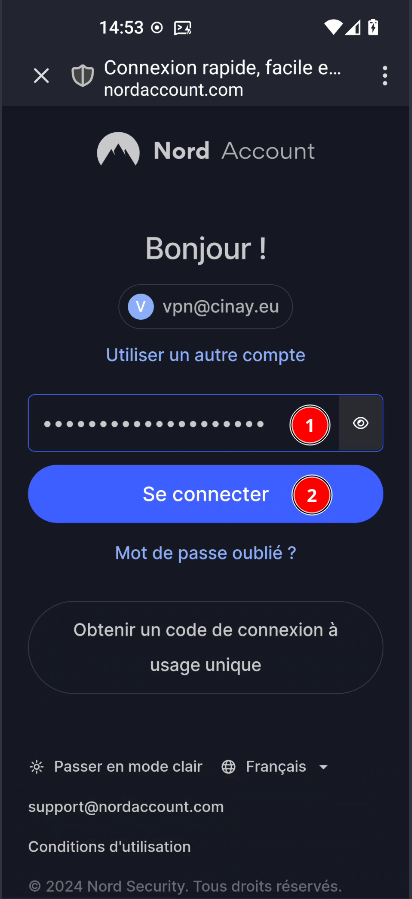 14:53
Connexion rapide, facile e...
nordaccount.com
Nord Account
Bonjour !
V vpn@cinay.eu
Utiliser un autre compte
1
Se connecter 2
Mot de passe oublié ?
Obtenir un code de connexion à
usage unique
Passer en mode clair Français
support@nordaccount.com
Conditions d'utilisation
© 2024 Nord Security. Tous droits réservés.